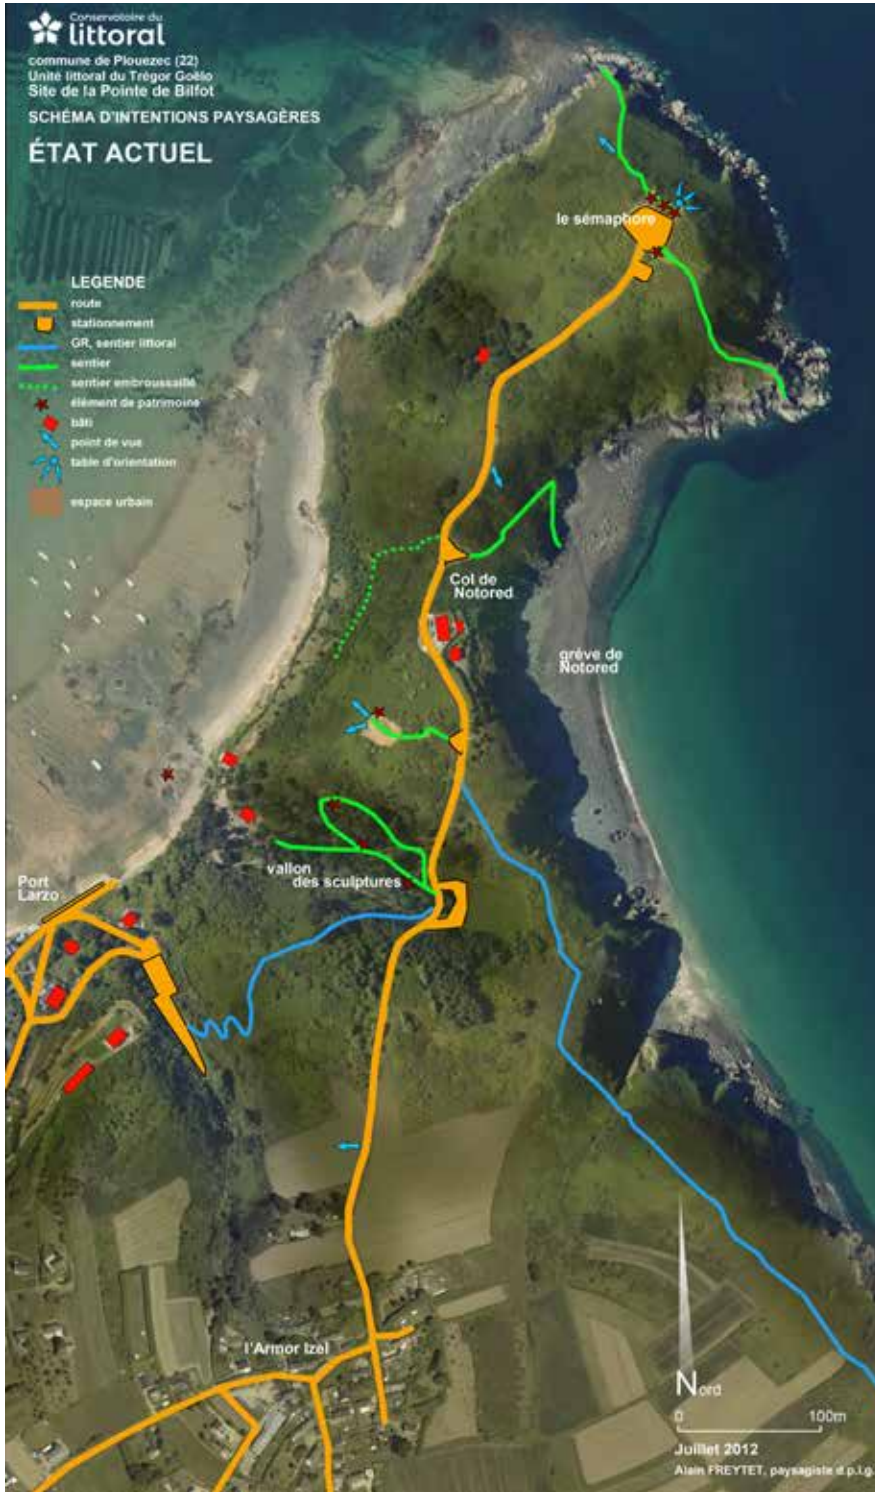 Conservatoire du
littoral
commune de Plouezec (22)
Unité littoral du Trégor Goëlo
Site de la Pointe de Bilfot
SCHÉMA D'INTENTIONS PAYSAGÈRES
ÉTAT ACTUEL
le sémaphore
LEGENDE
route
stationnement
GR, sentier littoral
sentier
sentier embroussaillé
élément de patrimoine
bâti
point de vue
table d'orientation
espace urbain
Col de
Notored
grève de
Notored
Port
Larzo
vallon
des sculptures
l'Armor Izel
Nord
0 100m
Juillet 2012
Alain FREYTET, paysagiste d.p.l.g.